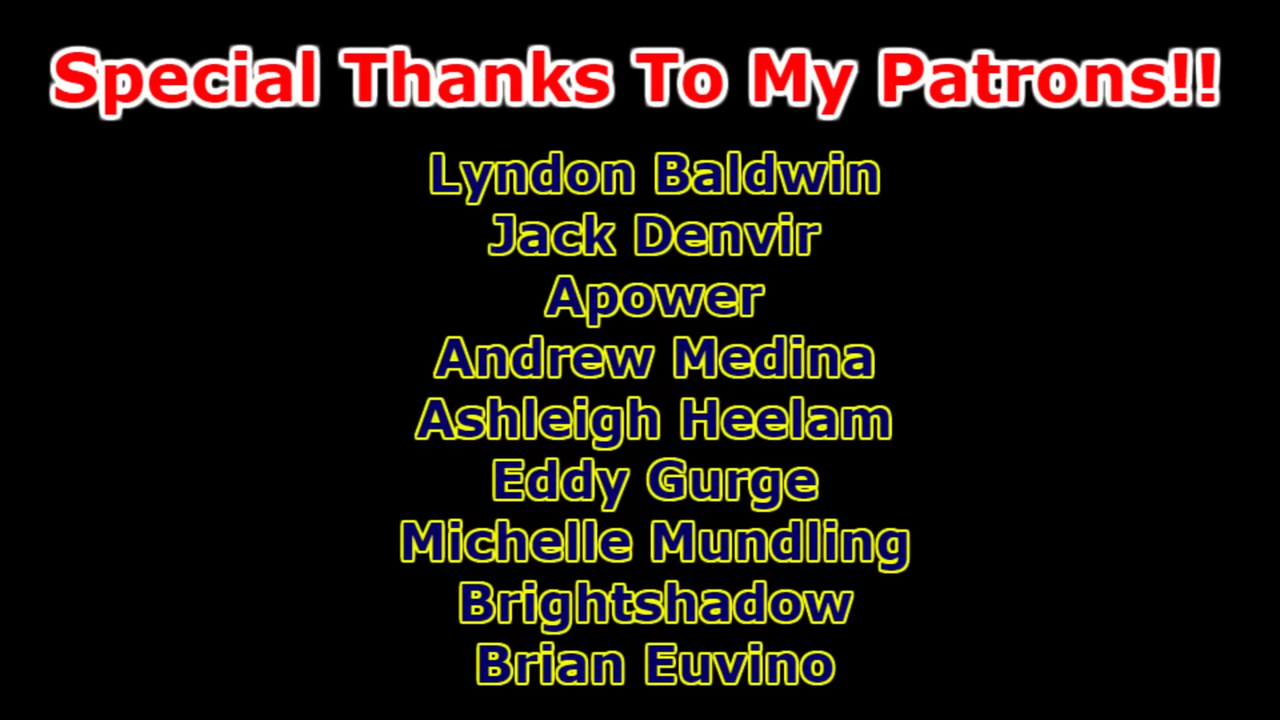 Special Thanks To My Patrons!!
Lyndon Baldwin
Jack Denvir
Apower
Andrew Medina
Ashleigh Heelam
Eddy Gurge
Michelle Mundling
Brightshadow
Brian Euvino